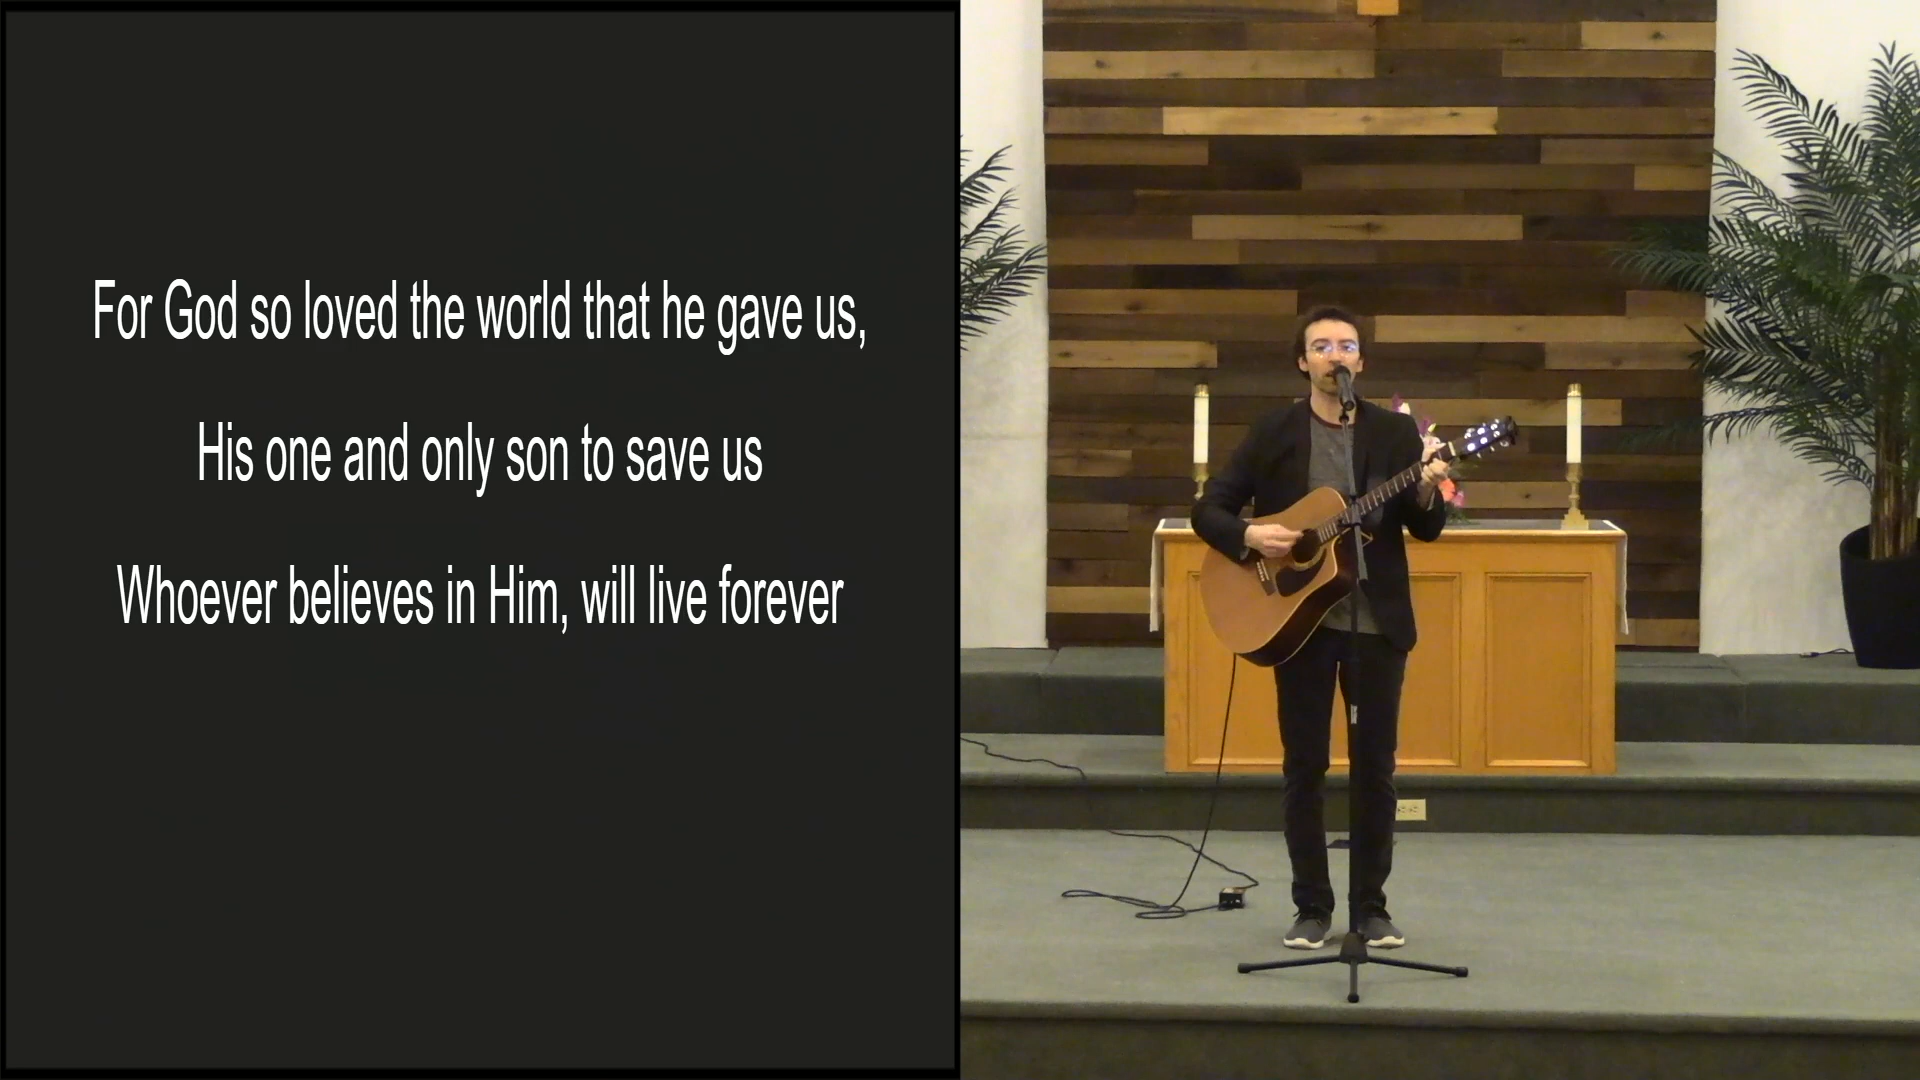 For God so loved the world that he gave us,
His one and only son to save us
Whoever believes in Him, will live forever